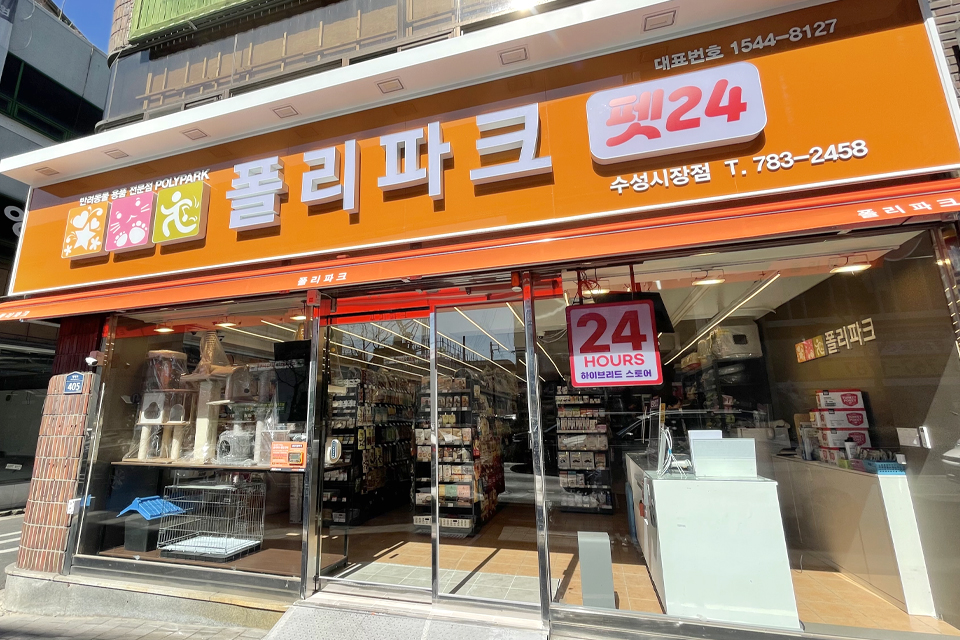 대표번호 1544-8127
반려동물 용품 전문점 POLYPARK
폴리파크
펫24
수성시장점 T. 783-2458
폴리파크
폴리파크
폴리파크
24
HOURS
하이브리드 스토어
폴리파크
405